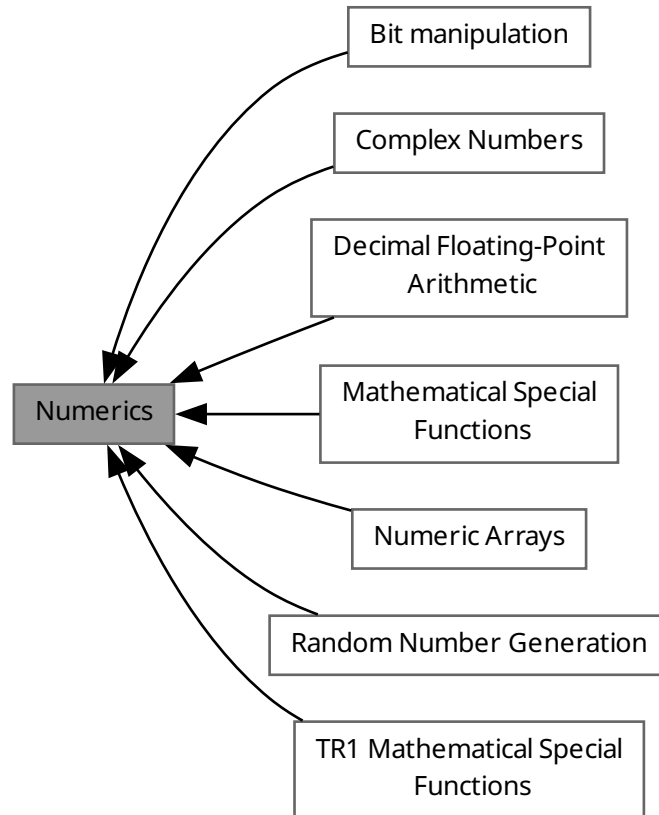 Bit manipulation
Complex Numbers
Decimal Floating-Point
Arithmetic
Mathematical Special
Functions
Numerics
Numeric Arrays
Random Number Generation
TR1 Mathematical Special
Functions